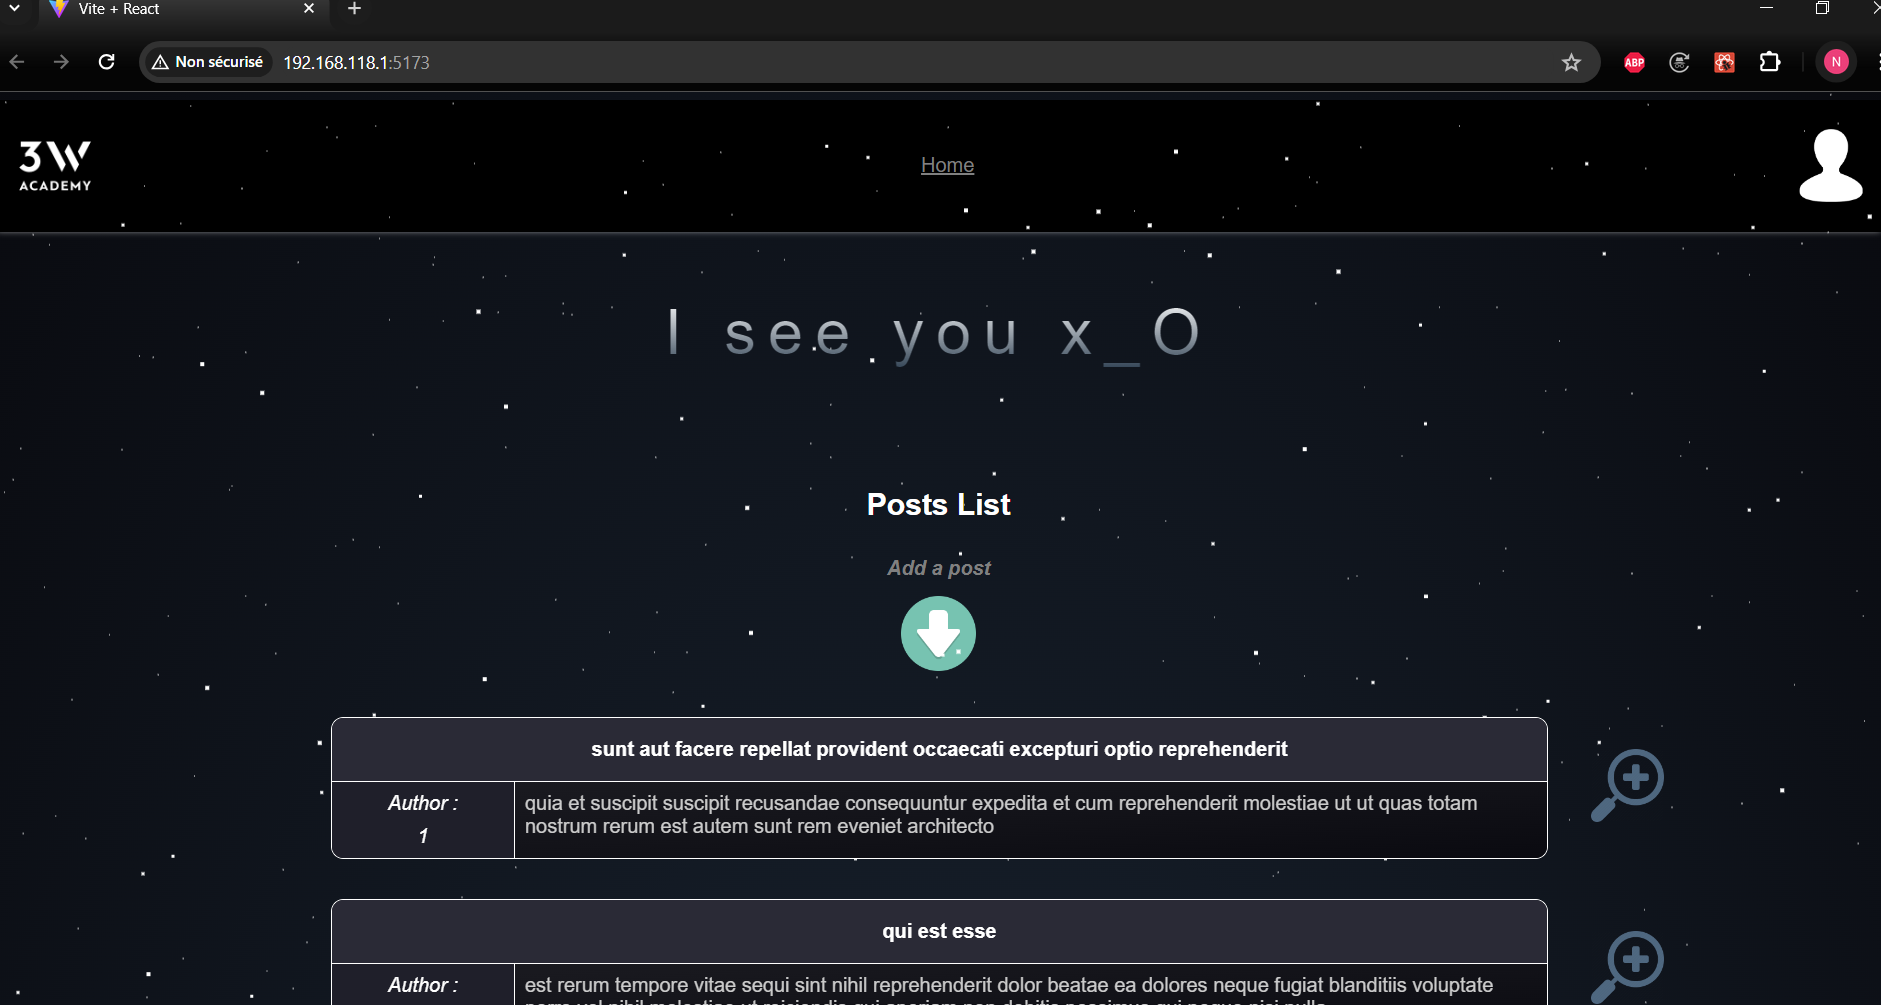 Vite + React
Non sécurisé
192.168.118.1:5173
ABP
N
3W
ACADEMY
Home
I see you x_O
Posts List
Add a post
sunt aut facere repellat provident occaecati excepturi optio reprehenderit
Author :
1
quia et suscipit suscipit recusandae consequuntur expedita et cum reprehenderit molestiae ut ut quas totam
nostrum rerum est autem sunt rem eveniet architecto
qui est esse
Author :
est rerum tempore vitae sequi sint nihil reprehenderit dolor beatae ea dolores neque fugiat blanditiis voluptate